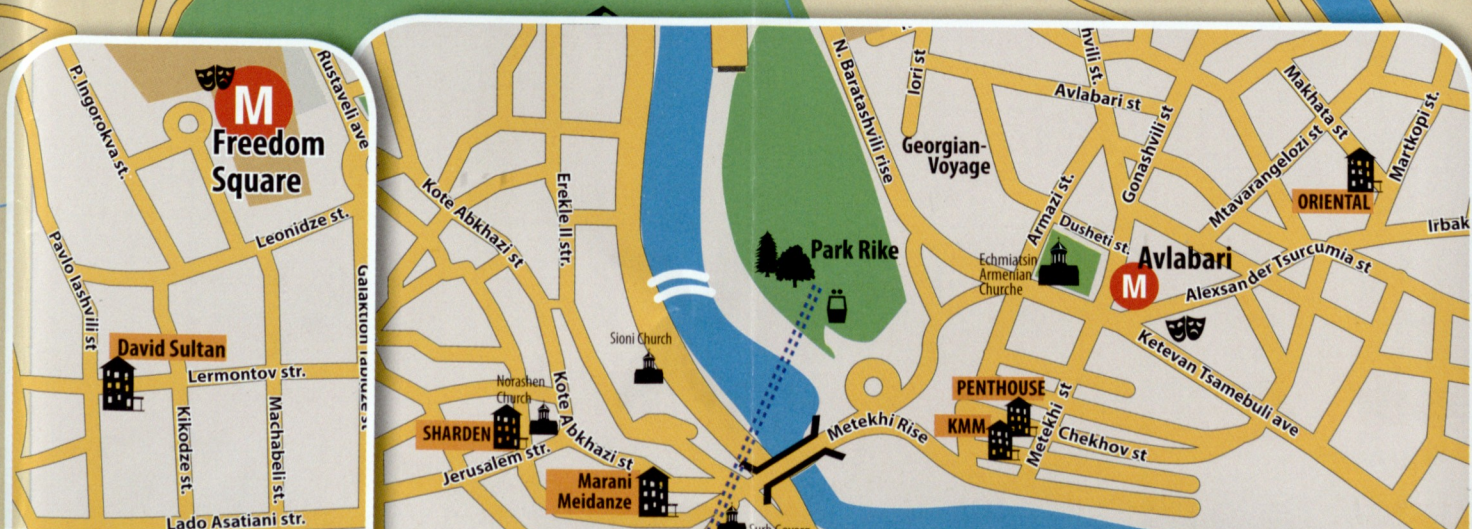 P. Ingorokva st.
M
Freedom
Square
Rustaveli ave
Leonidze st.
Pavlo Iashvili st
David Sultan
Lermontov str.
Kikodze st.
Machabeli st.
Lado Asatiani str.
Kote Abkhazi st
Erekle II str.
Sioni Church
Norashen
Church
SHARDEN
Kote Abkhazi st
Jerusalem str.
Marani
Meidanze
Park Rike
N. Baratashvili rise
Iori st
Georgian-
Voyage
Avlabari st
Armazi st.
Gonashvili st
Dusheti st.
Echmiatsin
Armenian
Churche
Avlabari
M
Makhata st
Mtavarangelozi st
Martkopi st.
ORIENTAL
Irbak
Alexsander Tsurcumia st
Ketevan Tsamebuli ave
PENTHOUSE
KMM
Metekhi st
Chekhov st
Metekhi Rise